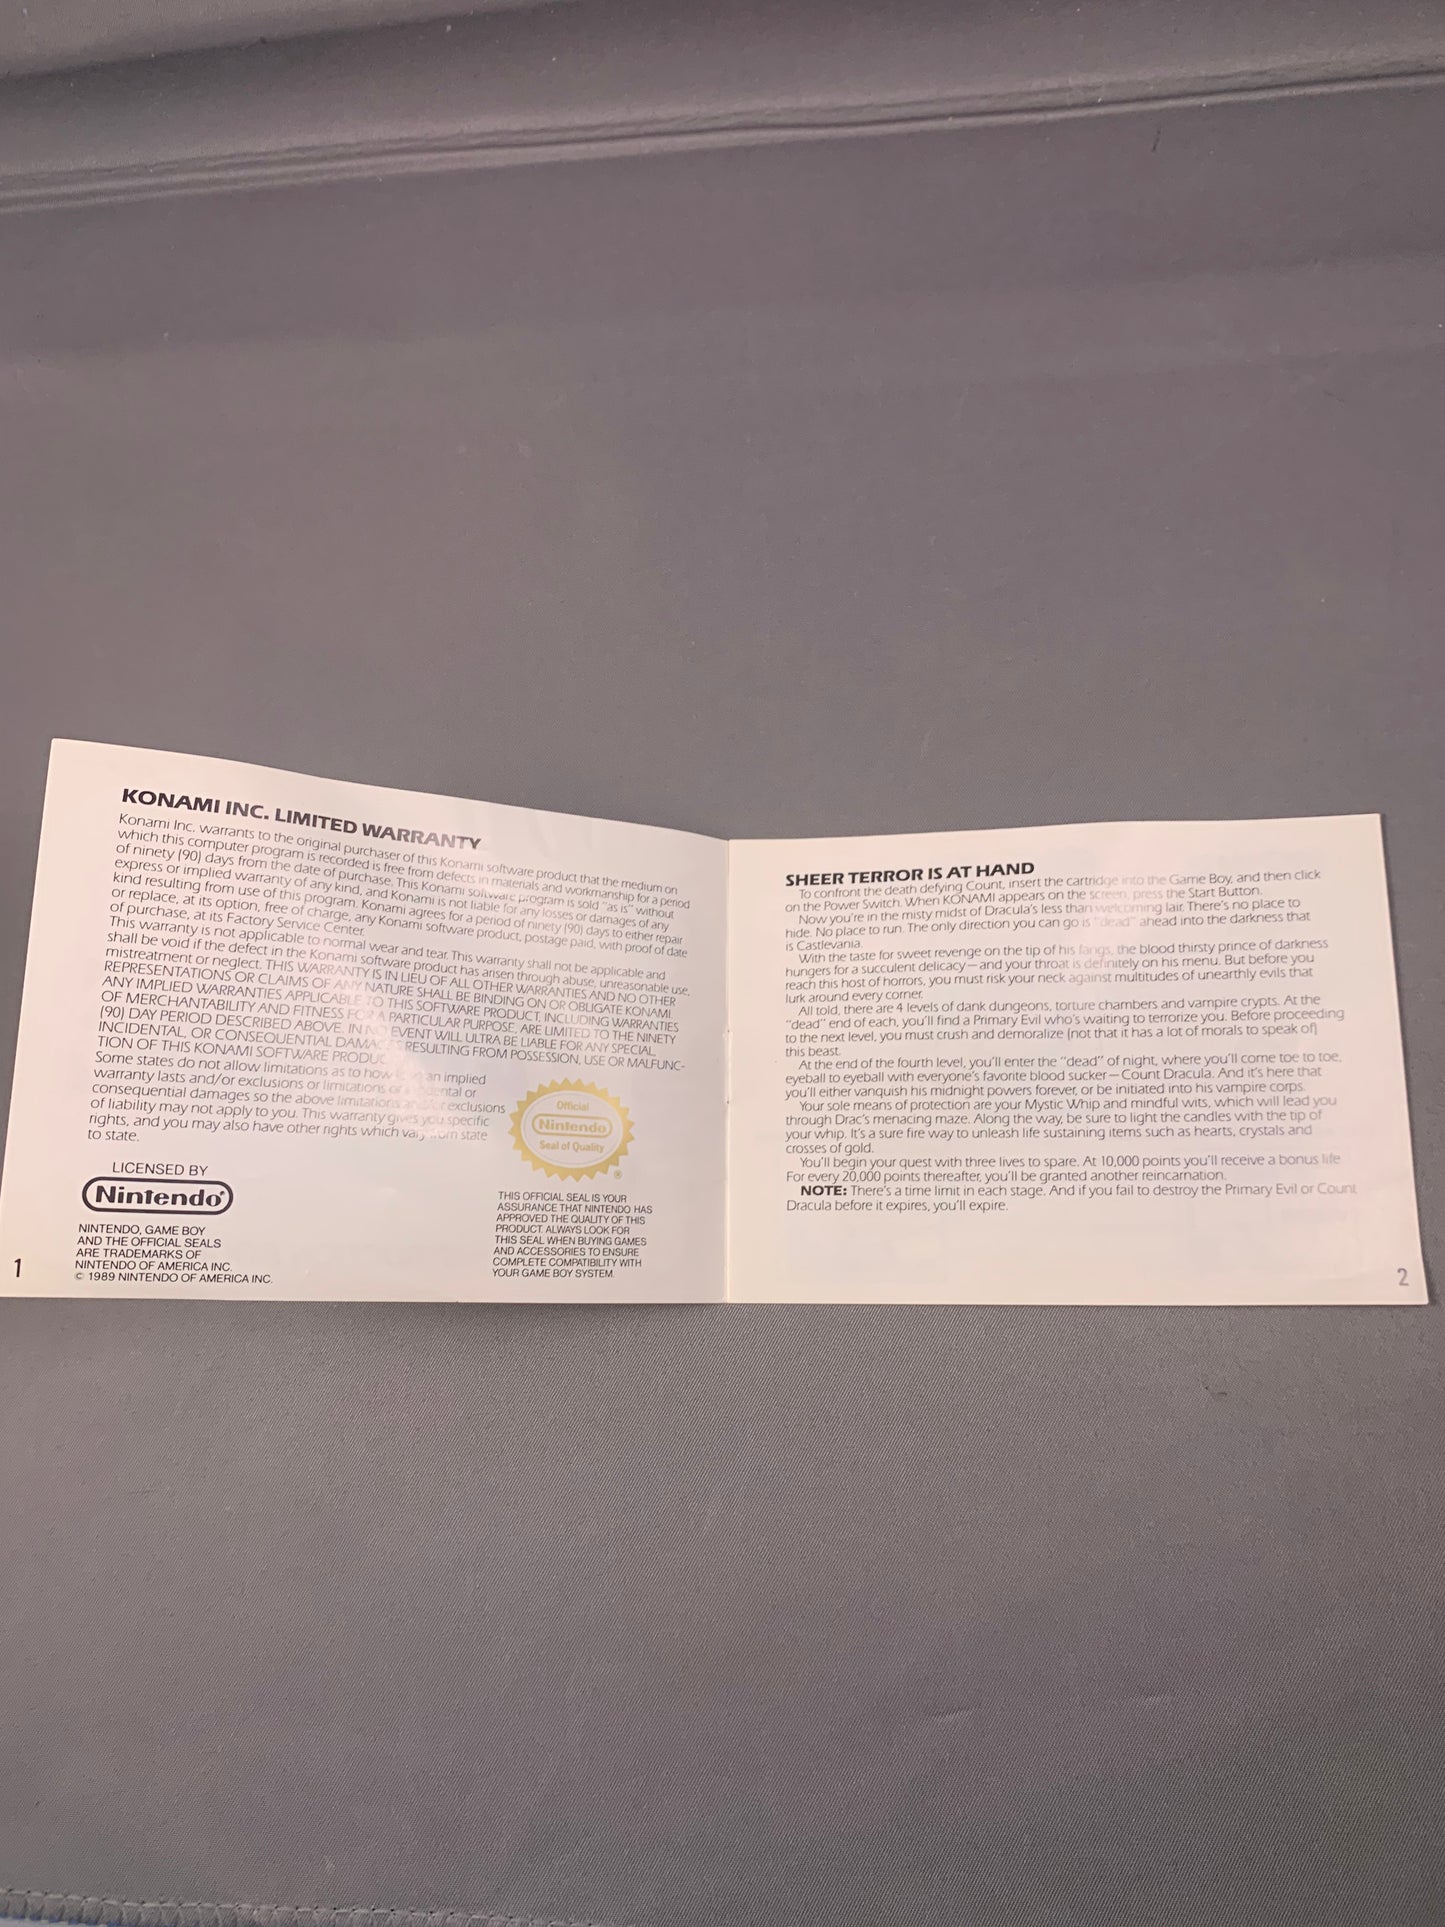 KONAMI INC. LIMITED WARRANTY
Konami Inc. warrants to the original purchaser of this Konami software product that the medium on
which this computer program is recorded is free from defects in materials and workmanship for a period
of ninety (90) days from the date of purchase. This Konami software program is sold "as is" without
express or implied warranty of any kind, and Konami is not liable for any losses or damages of any
kind resulting from use of this program. Konami agrees for a period of ninety (90) days to either repair
or replace, at its option, free of charge, any Konami software product, postage paid, with proof of date
of purchase, at its Factory Service Center.
This warranty is not applicable to normal wear and tear. This warranty shall not be applicable and
shall be void if the defect in the Konami software product has arisen through abuse, unreasonable use,
mistreatment or neglect. THIS WARRANTY IS IN LIEU OF ALL OTHER WARRANTIES AND NO OTHER
REPRESENTATIONS OR CLAIMS OF ANY NATURE SHALL BE BINDING ON OR OBLIGATE KONAMI.
ANY IMPLIED WARRANTIES APPLICABLE TO THIS SOFTWARE PRODUCT, INCLUDING WARRANTIES
OF MERCHANTABILITY AND FITNESS FOR A PARTICULAR PURPOSE, ARE LIMITED TO THE NINETY
(90) DAY PERIOD DESCRIBED ABOVE. IN NO EVENT WILL ULTRA BE LIABLE FOR ANY SPECIAL,
INCIDENTAL, OR CONSEQUENTIAL DAMAGES RESULTING FROM POSSESSION, USE OR MALFUNC-
TION OF THIS KONAMI SOFTWARE PRODUCT
Some states do not allow limitations as to how an implied
warranty lasts and/or exclusions or limitations or incidental or
consequential damages so the above limitations and/or exclusions
of liability may not apply to you. This warranty gives you specific
rights, and you may also have other rights which vary from state
to state.
Official
Nintendo
Seal of Quality
®
LICENSED BY
Nintendo®
NINTENDO, GAME BOY
AND THE OFFICIAL SEALS
ARE TRADEMARKS OF
NINTENDO OF AMERICA INC.
© 1989 NINTENDO OF AMERICA INC.
THIS OFFICIAL SEAL IS YOUR
ASSURANCE THAT NINTENDO HAS
APPROVED THE QUALITY OF THIS
PRODUCT. ALWAYS LOOK FOR
THIS SEAL WHEN BUYING GAMES
AND ACCESSORIES TO ENSURE
COMPLETE COMPATIBILITY WITH
YOUR GAME BOY SYSTEM.
1
SHEER TERROR IS AT HAND
To confront the death defying Count, insert the cartridge into the Game Boy, and then click
on the Power Switch. When KONAMI appears on the screen, press the Start Button.
Now you're in the misty midst of Dracula's less than welcoming lair. There's no place to
hide. No place to run. The only direction you can go is "dead" ahead into the darkness that
is Castlevania.
With the taste for sweet revenge on the tip of his fangs, the blood thirsty prince of darkness
hungers for a succulent delicacy—and your throat is definitely on his menu. But before you
reach this host of horrors, you must risk your neck against multitudes of unearthly evils that
lurk around every corner.
All told, there are 4 levels of dank dungeons, torture chambers and vampire crypts. At the
"dead" end of each, you'll find a Primary Evil who's waiting to terrorize you. Before proceeding
to the next level, you must crush and demoralize (not that it has a lot of morals to speak of)
this beast.
At the end of the fourth level, you'll enter the "dead" of night, where you'll come toe to toe,
eyeball to eyeball with everyone's favorite blood sucker—Count Dracula. And it's here that
you'll either vanquish his midnight powers forever, or be initiated into his vampire corps.
Your sole means of protection are your Mystic Whip and mindful wits, which will lead you
through Drac's menacing maze. Along the way, be sure to light the candles with the tip of
your whip. It's a sure fire way to unleash life sustaining items such as hearts, crystals and
crosses of gold.
You'll begin your quest with three lives to spare. At 10,000 points you'll receive a bonus life
For every 20,000 points thereafter, you'll be granted another reincarnation.
NOTE: There's a time limit in each stage. And if you fail to destroy the Primary Evil or Count
Dracula before it expires, you'll expire.
2